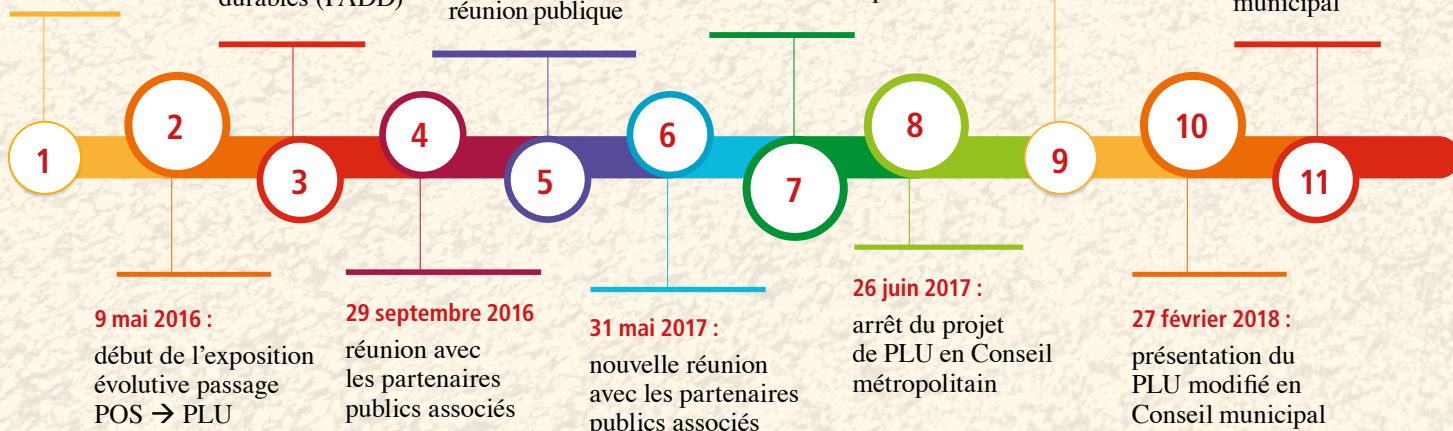 durables (PADD)
réunion publique
municipal
1
2
3
4
5
6
7
8
9
10
11
9 mai 2016 :
début de l’exposition
évolutive passage
POS → PLU
29 septembre 2016
réunion avec
les partenaires
publics associés
31 mai 2017 :
nouvelle réunion
avec les partenaires
publics associés
26 juin 2017 :
arrêt du projet
de PLU en Conseil
métropolitain
27 février 2018 :
présentation du
PLU modifié en
Conseil municipal